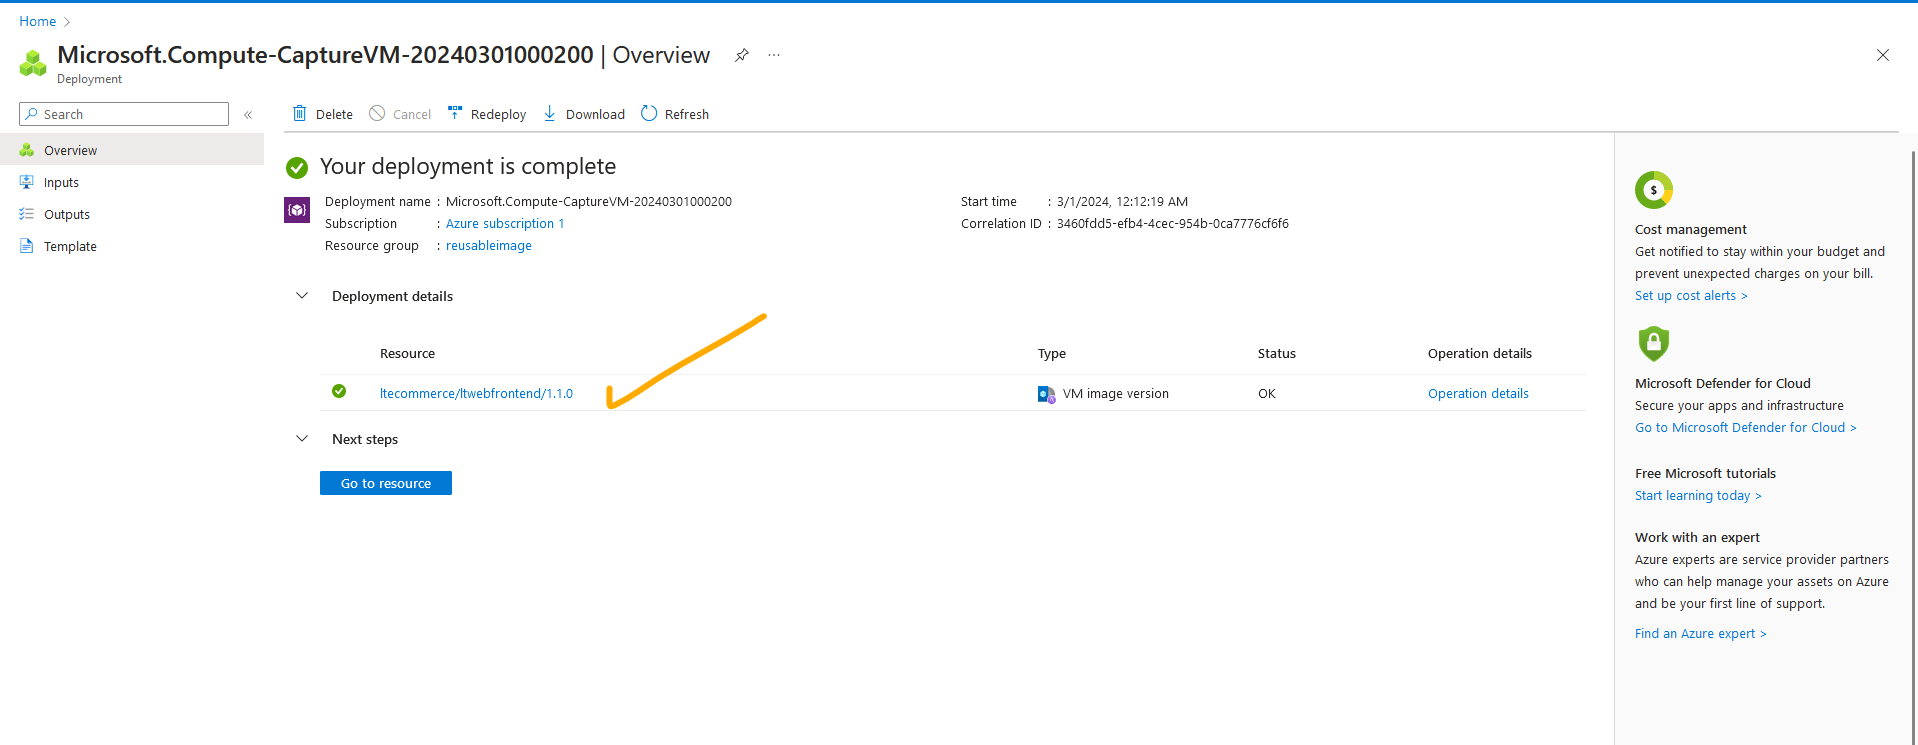 Home >
Microsoft.Compute-CaptureVM-20240301000200 | Overview ...
Deployment
Search «
Delete Cancel Redeploy Download Refresh
Overview
Inputs
Outputs
Template
Your deployment is complete
Deployment name : Microsoft.Compute-CaptureVM-20240301000200
Subscription : Azure subscription 1
Resource group : reusableimage
Start time : 3/1/2024, 12:12:19 AM
Correlation ID : 3460fdd5-efb4-4cec-954b-0ca7776cf6f6
Deployment details
Resource Type Status Operation details
ltecommerce/ltwebfrontend/1.1.0 VM image version OK Operation details
Next steps
Go to resource
$
Cost management
Get notified to stay within your budget and
prevent unexpected charges on your bill.
Set up cost alerts >
Microsoft Defender for Cloud
Secure your apps and infrastructure
Go to Microsoft Defender for Cloud >
Free Microsoft tutorials
Start learning today >
Work with an expert
Azure experts are service provider partners
who can help manage your assets on Azure
and be your first line of support.
Find an Azure expert >